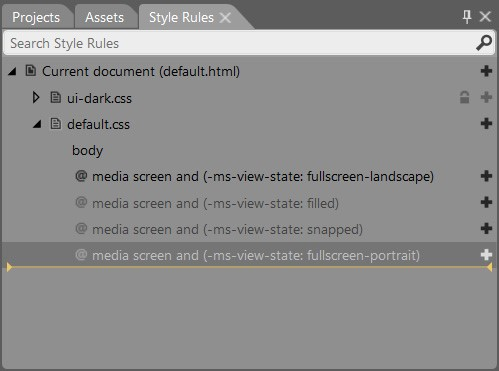 Projects Assets Style Rules
Search Style Rules
Current document (default.html)
ui-dark.css
default.css
body
@ media screen and (-ms-view-state: fullscreen-landscape)
@ media screen and (-ms-view-state: filled)
@ media screen and (-ms-view-state: snapped)
@ media screen and (-ms-view-state: fullscreen-portrait)